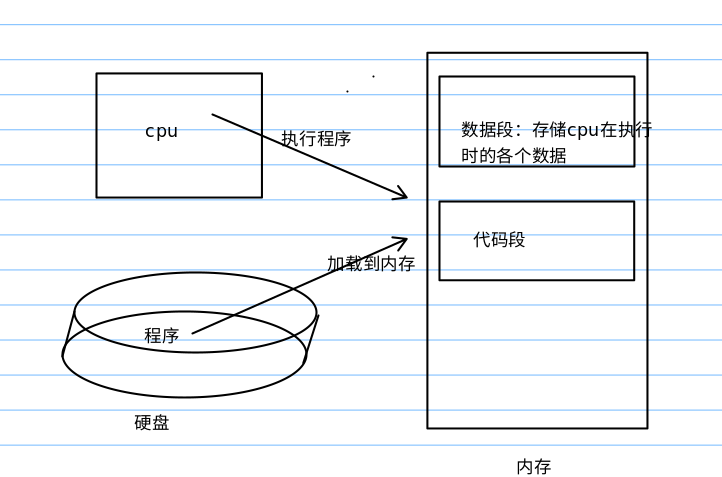 cpu
执行程序
数据段：存储cpu在执行
时的各个数据
代码段
加载到内存
程序
硬盘
内存